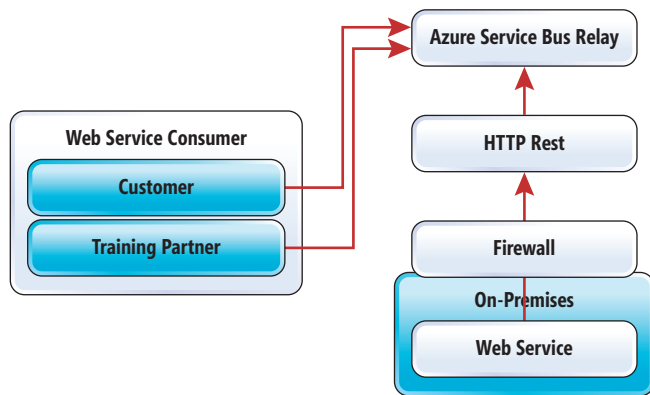 Azure Service Bus Relay
Web Service Consumer
Customer
Training Partner
HTTP Rest
Firewall
On-Premises
Web Service